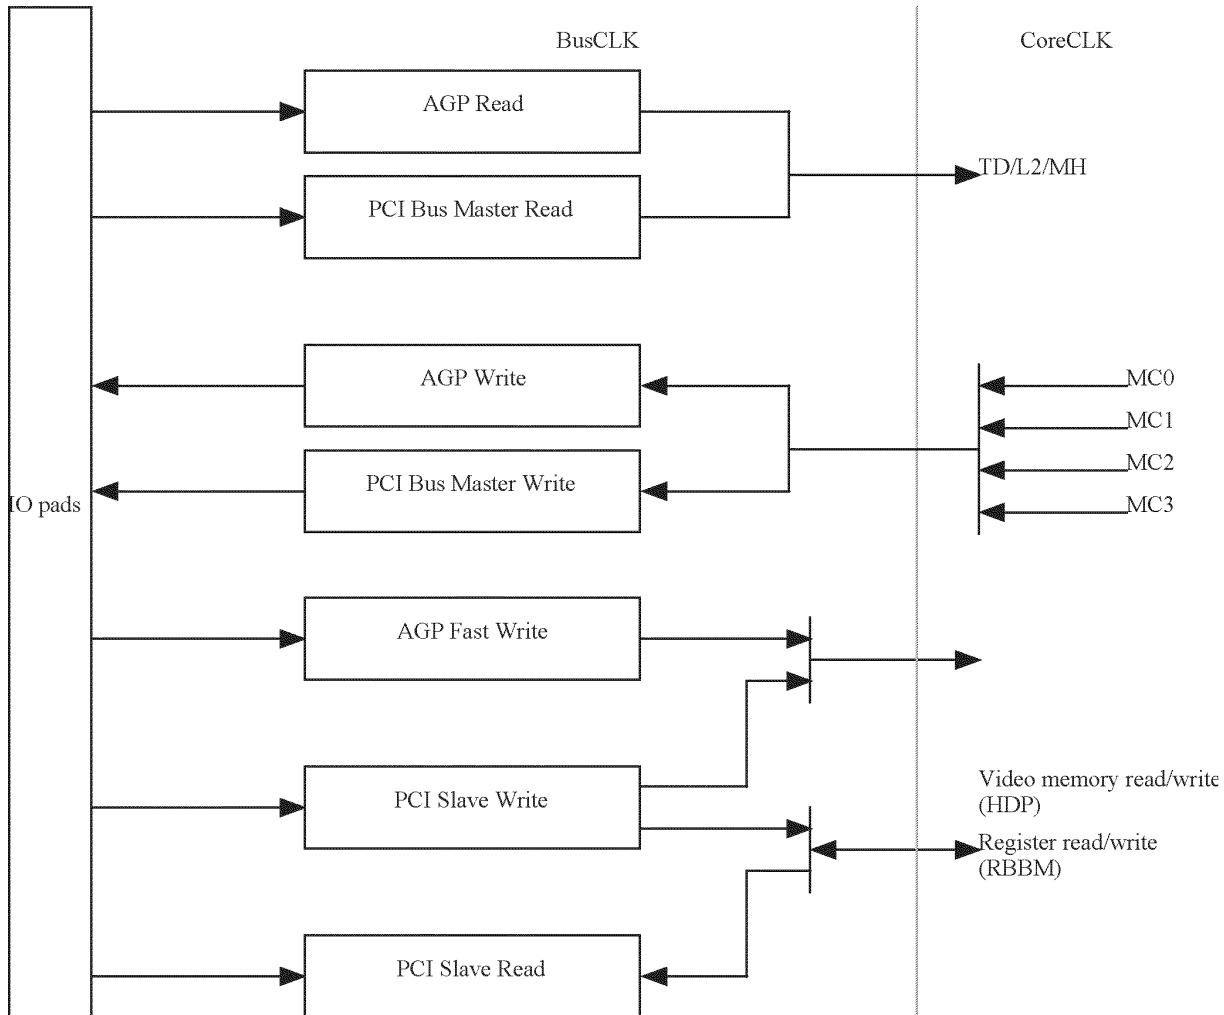 BusCLK
CoreCLK
AGP Read
TD/L2/MH
PCI Bus Master Read
AGP Write
MC0
MC1
PCI Bus Master Write
MC2
IO pads
MC3
AGP Fast Write
Video memory read/write
(HDP)
PCI Slave Write
Register read/write
(RBBM)
PCI Slave Read